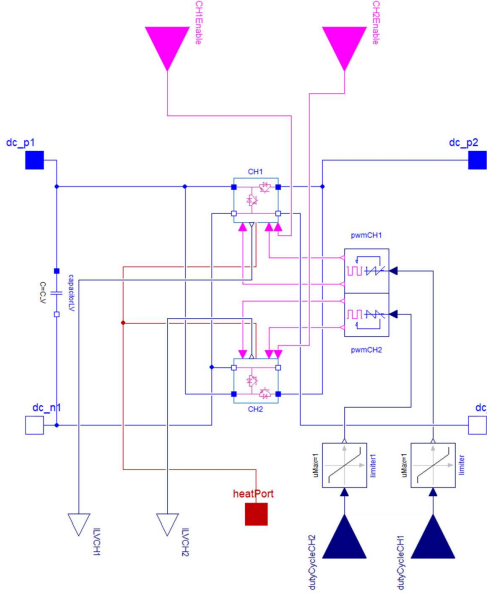 CH1Enable
CH2Enable
dc_p1
dc_p2
CH1
pwmCH1
C=C.V
capacitorLV
pwmCH2
dc_n1
CH2
dc
uMax=1
limiter1
uMax=1
limiter
heatPort
ILVCH1
ILVCH2
dutyCycleCH2
dutyCycleCH1